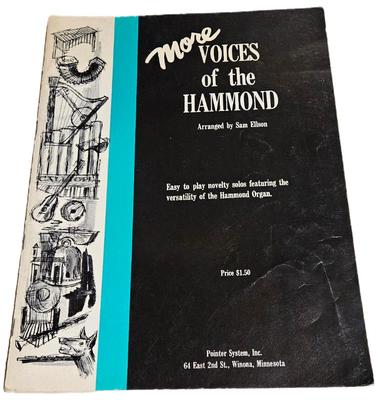 More VOICES
of the
HAMMOND
Arranged by Sam Ellson
Easy to play novelty solos featuring the
versatility of the Hammond Organ.
Price $1.50
Pointer System, Inc.
64 East 2nd St., Winona, Minnesota